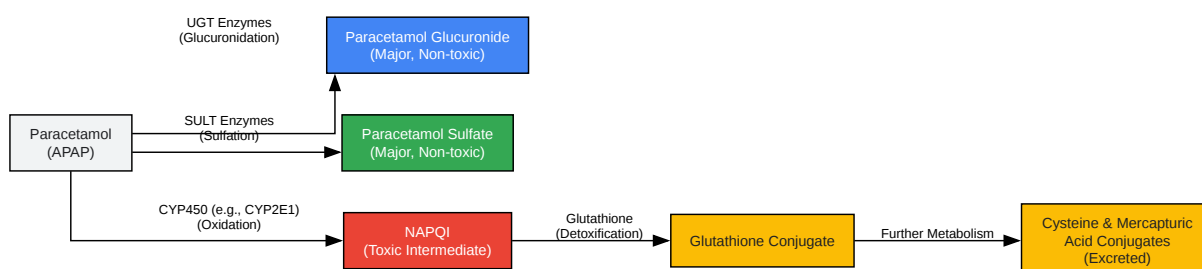 UGT Enzymes
(Glucuronidation)
Paracetamol Glucuronide
(Major, Non-toxic)
Paracetamol
(APAP)
SULT Enzymes
(Sulfation)
Paracetamol Sulfate
(Major, Non-toxic)
CYP450 (e.g., CYP2E1)
(Oxidation)
NAPQI
(Toxic Intermediate)
Glutathione
(Detoxification)
Glutathione Conjugate
Further Metabolism
Cysteine & Mercapturic
Acid Conjugates
(Excreted)